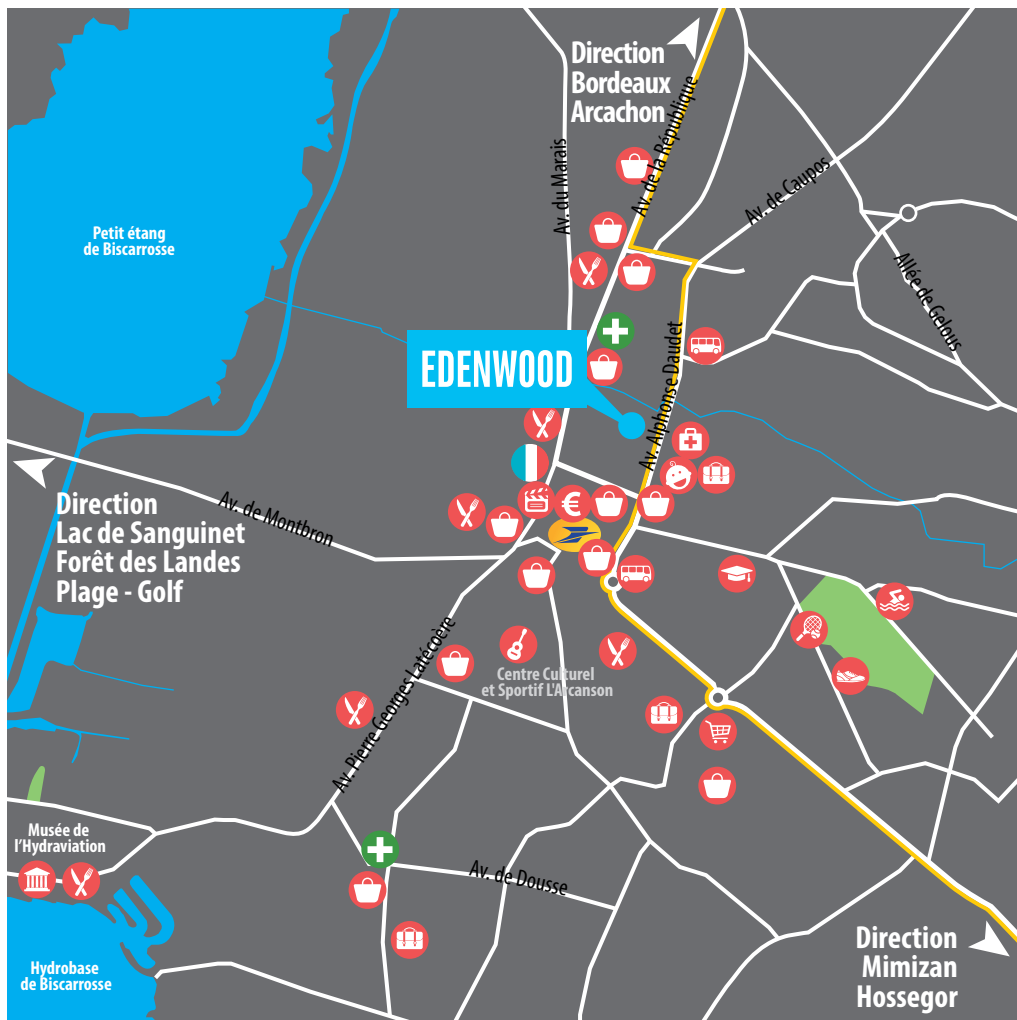 Direction
Bordeaux
Arcachon
Av. de la République
Av. du Marais
Av. de Caupos
Petit étang
de Biscarrosse
Allée de Gelous
EDENWOOD
Av. Alphonse Daudet
Direction
Lac de Sanguinet
Forêt des Landes
Plage - Golf
Av. de Montbron
€
Av. Pierre Georges Latécoère
Centre Culturel
et Sportif L'Arcanson
Musée de
l'Hydraviation
Av. de Dousse
Hydrobase
de Biscarrosse
Direction
Mimizan
Hossegor